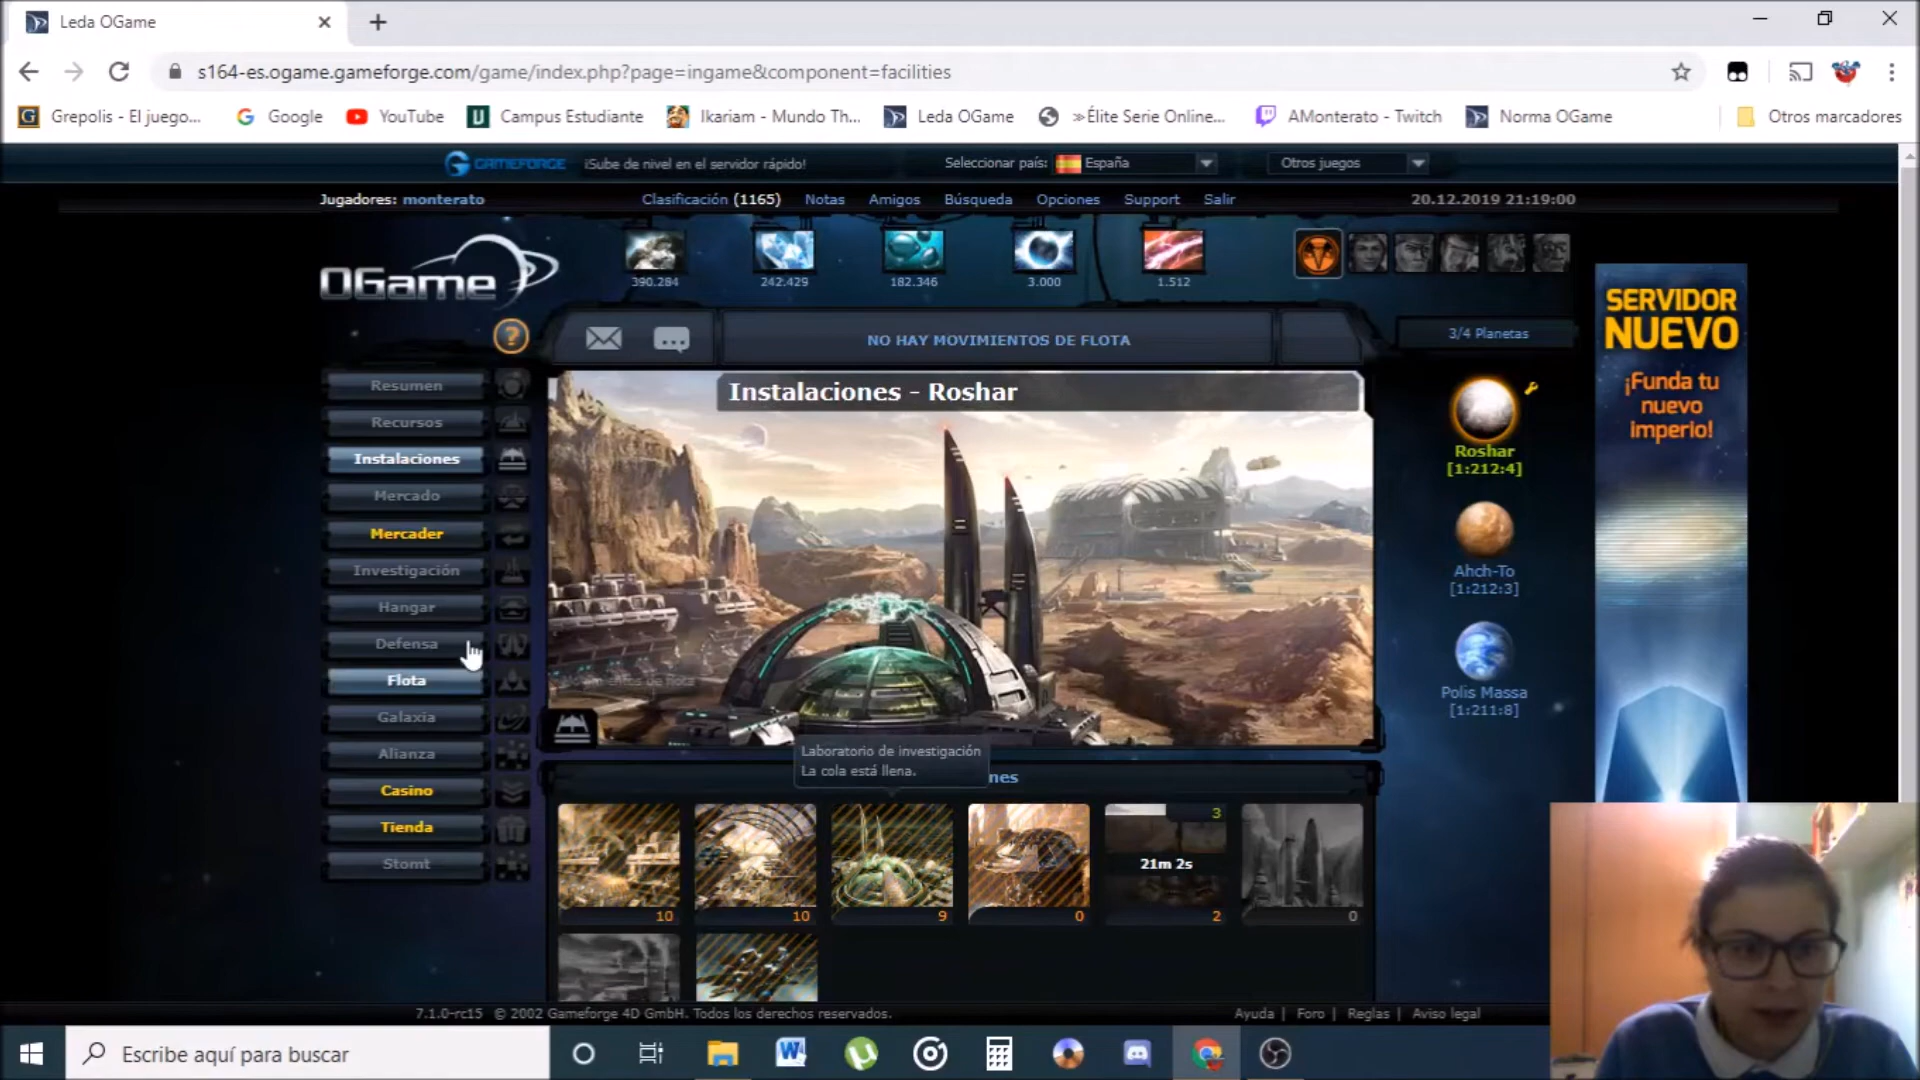 Leda OGame
s164-es.ogame.gameforge.com/game/index.php?page=ingame&component=facilities
Grepolis - El juego...
Google
YouTube
Campus Estudiante
Ikariam - Mundo Th...
Leda OGame
»Élite Serie Online...
AMonterato - Twitch
Norma OGame
Otros marcadores
GAMEFORGE
¡Sube de nivel en el servidor rápido!
Seleccionar país:
España
Otros juegos
Jugadores: monterato
Clasificación (1165)
Notas
Amigos
Búsqueda
Opciones
Support
Salir
20.12.2019 21:19:00
OGame
390.284
242.429
182.346
3.000
1.512
?
NO HAY MOVIMIENTOS DE FLOTA
3/4 Planetas
Resumen
Recursos
Instalaciones
Mercado
Mercader
Investigación
Hangar
Defensa
Flota
Galaxia
Alianza
Casino
Tienda
Stomt
Instalaciones - Roshar
Movimientos de flota
Laboratorio de investigación
La cola está llena.
nes
10
10
9
0
3
21m 2s
2
0
Roshar
[1:212:4]
Ahch-To
[1:212:3]
Polis Massa
[1:211:8]
SERVIDOR
NUEVO
¡Funda tu
nuevo
imperio!
7.1.0-rc15
© 2002 Gameforge 4D GmbH. Todos los derechos reservados.
Ayuda |
Foro |
Reglas |
Aviso legal
Escribe aquí para buscar